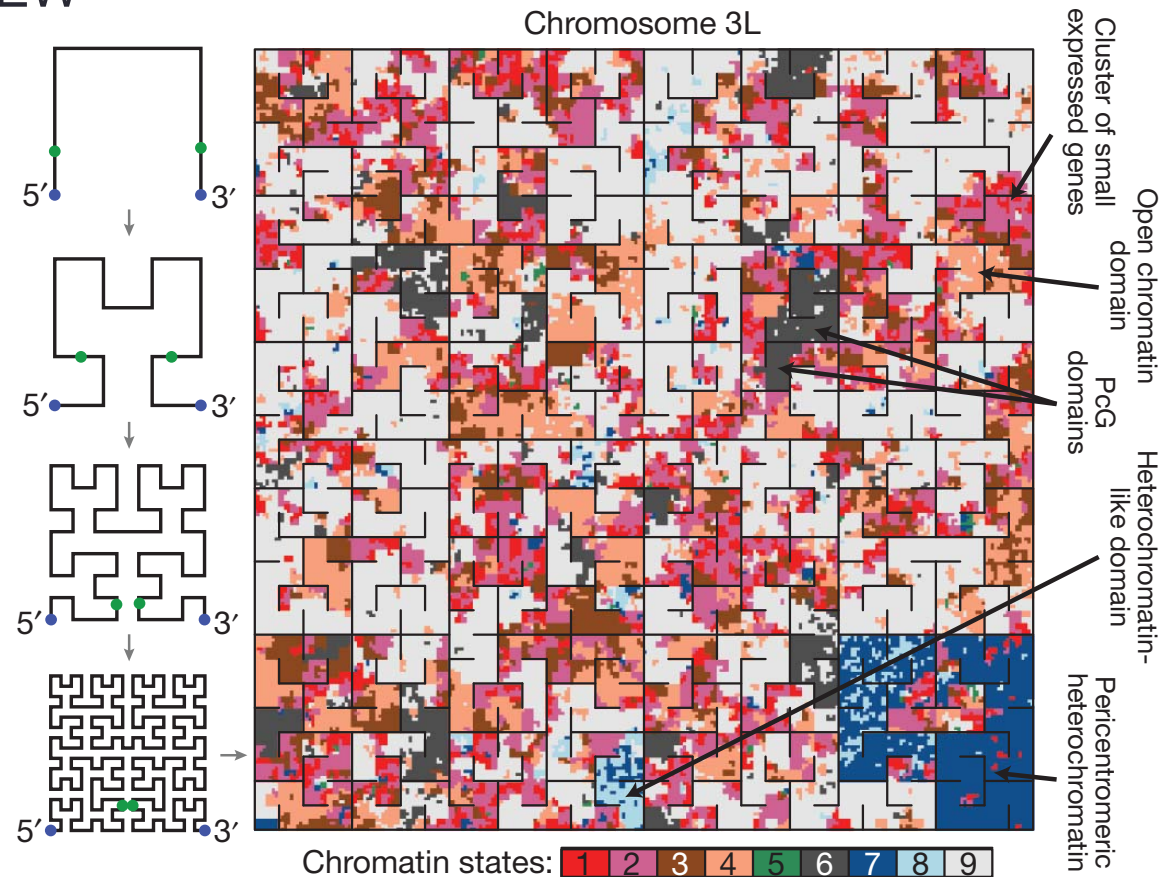 Chromosome 3L
5′
3′
5′
3′
5′
3′
5′
3′
Cluster of small
expressed genes
Open chromatin
domain
PcG
domains
Heterochromatin-
like domain
Pericentromeric
heterochromatin
Chromatin states: 1 2 3 4 5 6 7 8 9